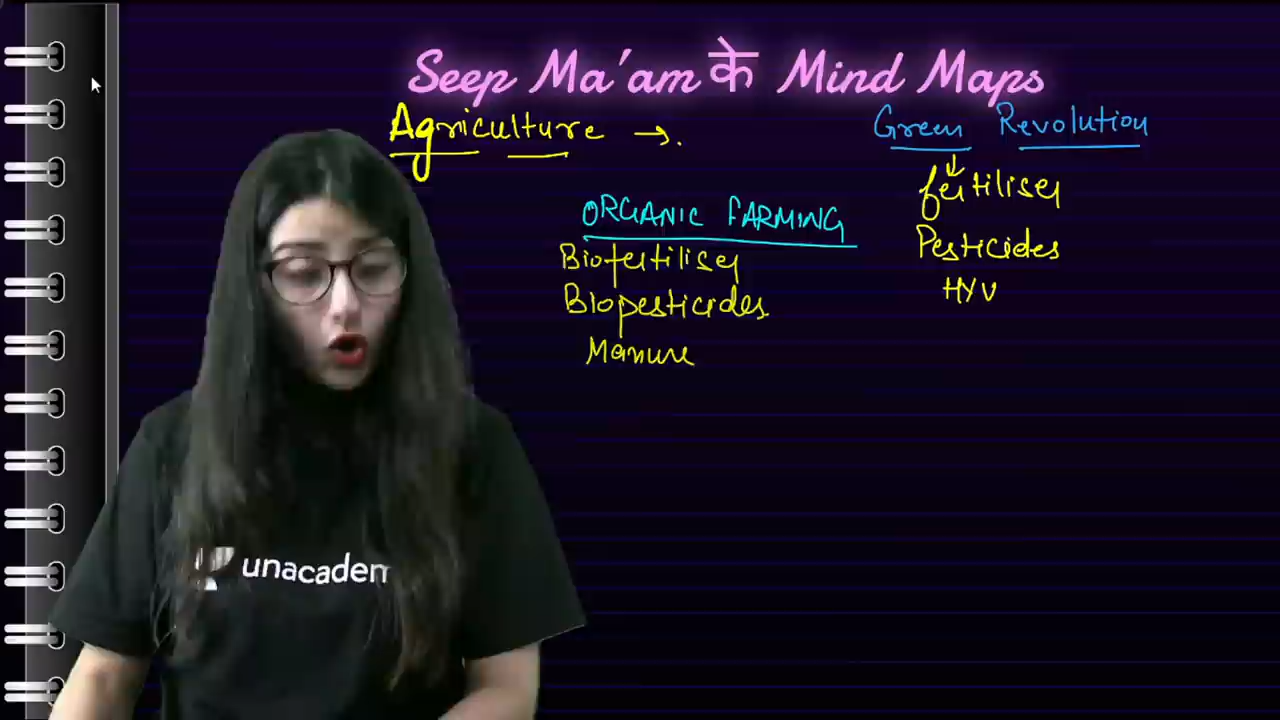 Seep Ma'am के Mind Maps
Agriculture →.
Green Revolution
↓
fertiliser
Pesticides
HYV
ORGANIC FARMING
Biofertiliser
Biopesticides
Manure
unacadem